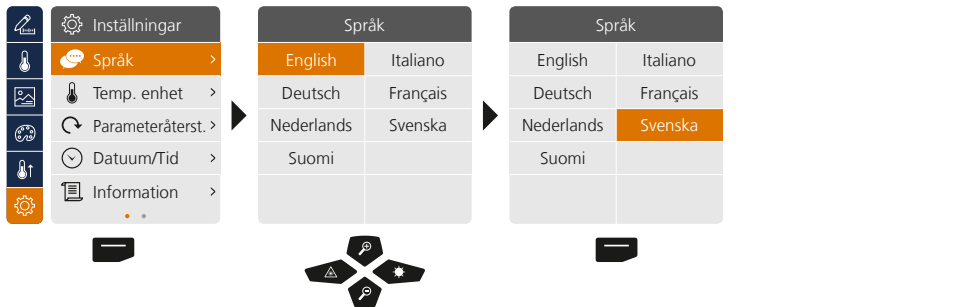 Inställningar
Språk
Temp. enhet
Parameteråterst.
Datuum/Tid
Information
Språk
English Italiano
Deutsch Français
Nederlands Svenska
Suomi
Språk
English Italiano
Deutsch Français
Nederlands Svenska
Suomi